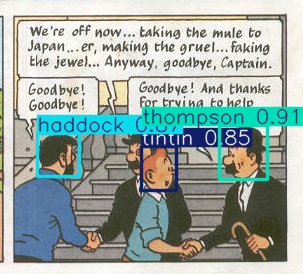 We're off now... taking the mule to
Japan...er, making the gruel...faking
the jewel... Anyway, goodbye, Captain.
Goodbye!
Goodbye!
Goodbye! And thanks
for trying to help
thompson 0.91
haddock 0.87
tintin 0.85